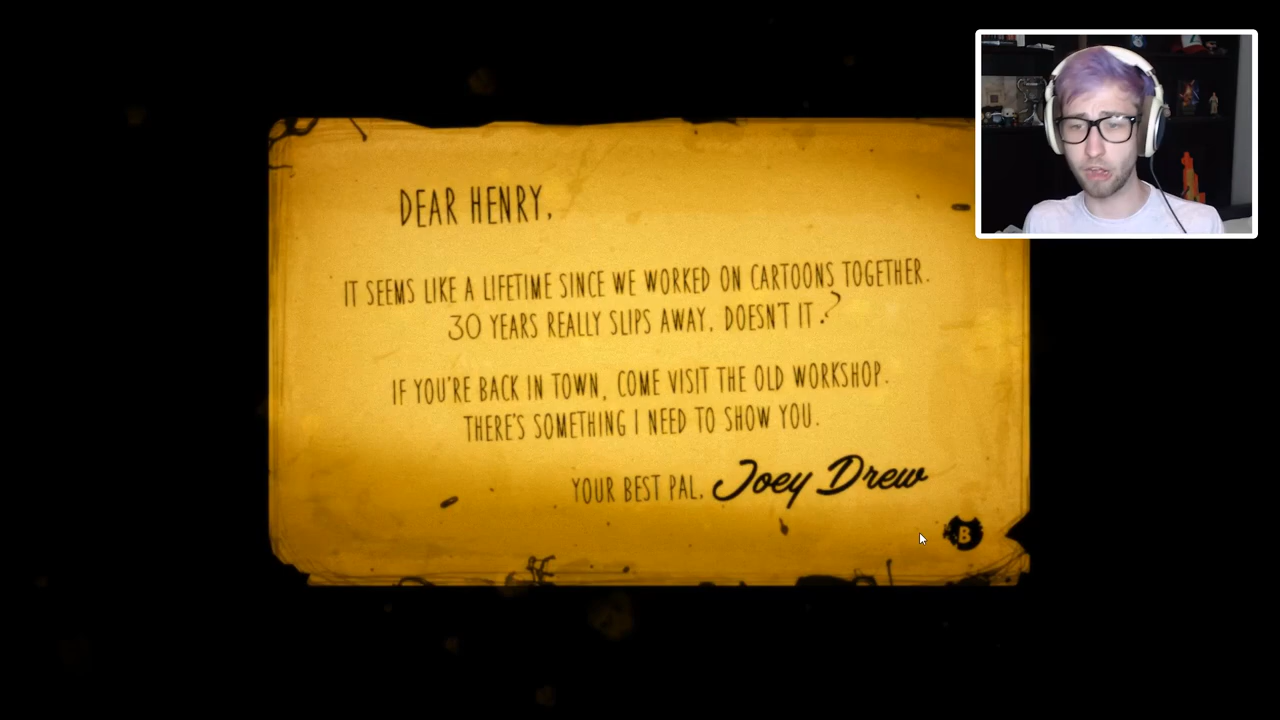 DEAR HENRY,
IT SEEMS LIKE A LIFETIME SINCE WE WORKED ON CARTOONS TOGETHER.
30 YEARS REALLY SLIPS AWAY, DOESN'T IT?
IF YOU'RE BACK IN TOWN, COME VISIT THE OLD WORKSHOP.
THERE'S SOMETHING I NEED TO SHOW YOU.
YOUR BEST PAL, Joey Drew
B